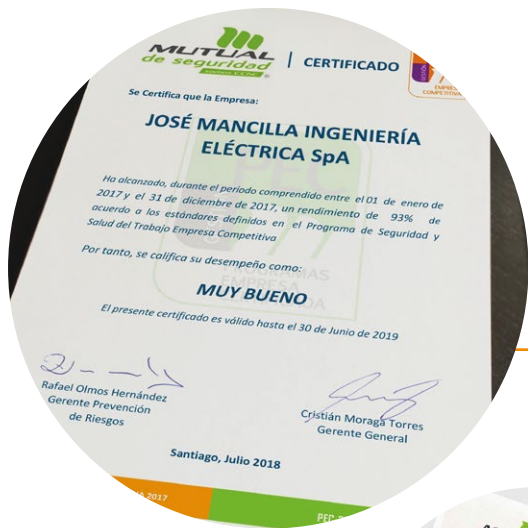 MUTUAL
de seguridad
CERTIFICADO
Se Certifica que la Empresa:
JOSÉ MANCILLA INGENIERÍA
ELÉCTRICA SpA
Ha alcanzado, durante el periodo comprendido entre el 01 de enero de
2017 y el 31 de diciembre de 2017, un rendimiento de 93% de
acuerdo a los estándares definidos en el Programa de Seguridad y
Salud del Trabajo Empresa Competitiva
Por tanto, se califica su desempeño como:
MUY BUENO
El presente certificado es válido hasta el 30 de Junio de 2019
Rafael Olmos Hernández
Gerente Prevención
de Riesgos
Cristián Moraga Torres
Gerente General
Santiago, Julio 2018
2017
PEC